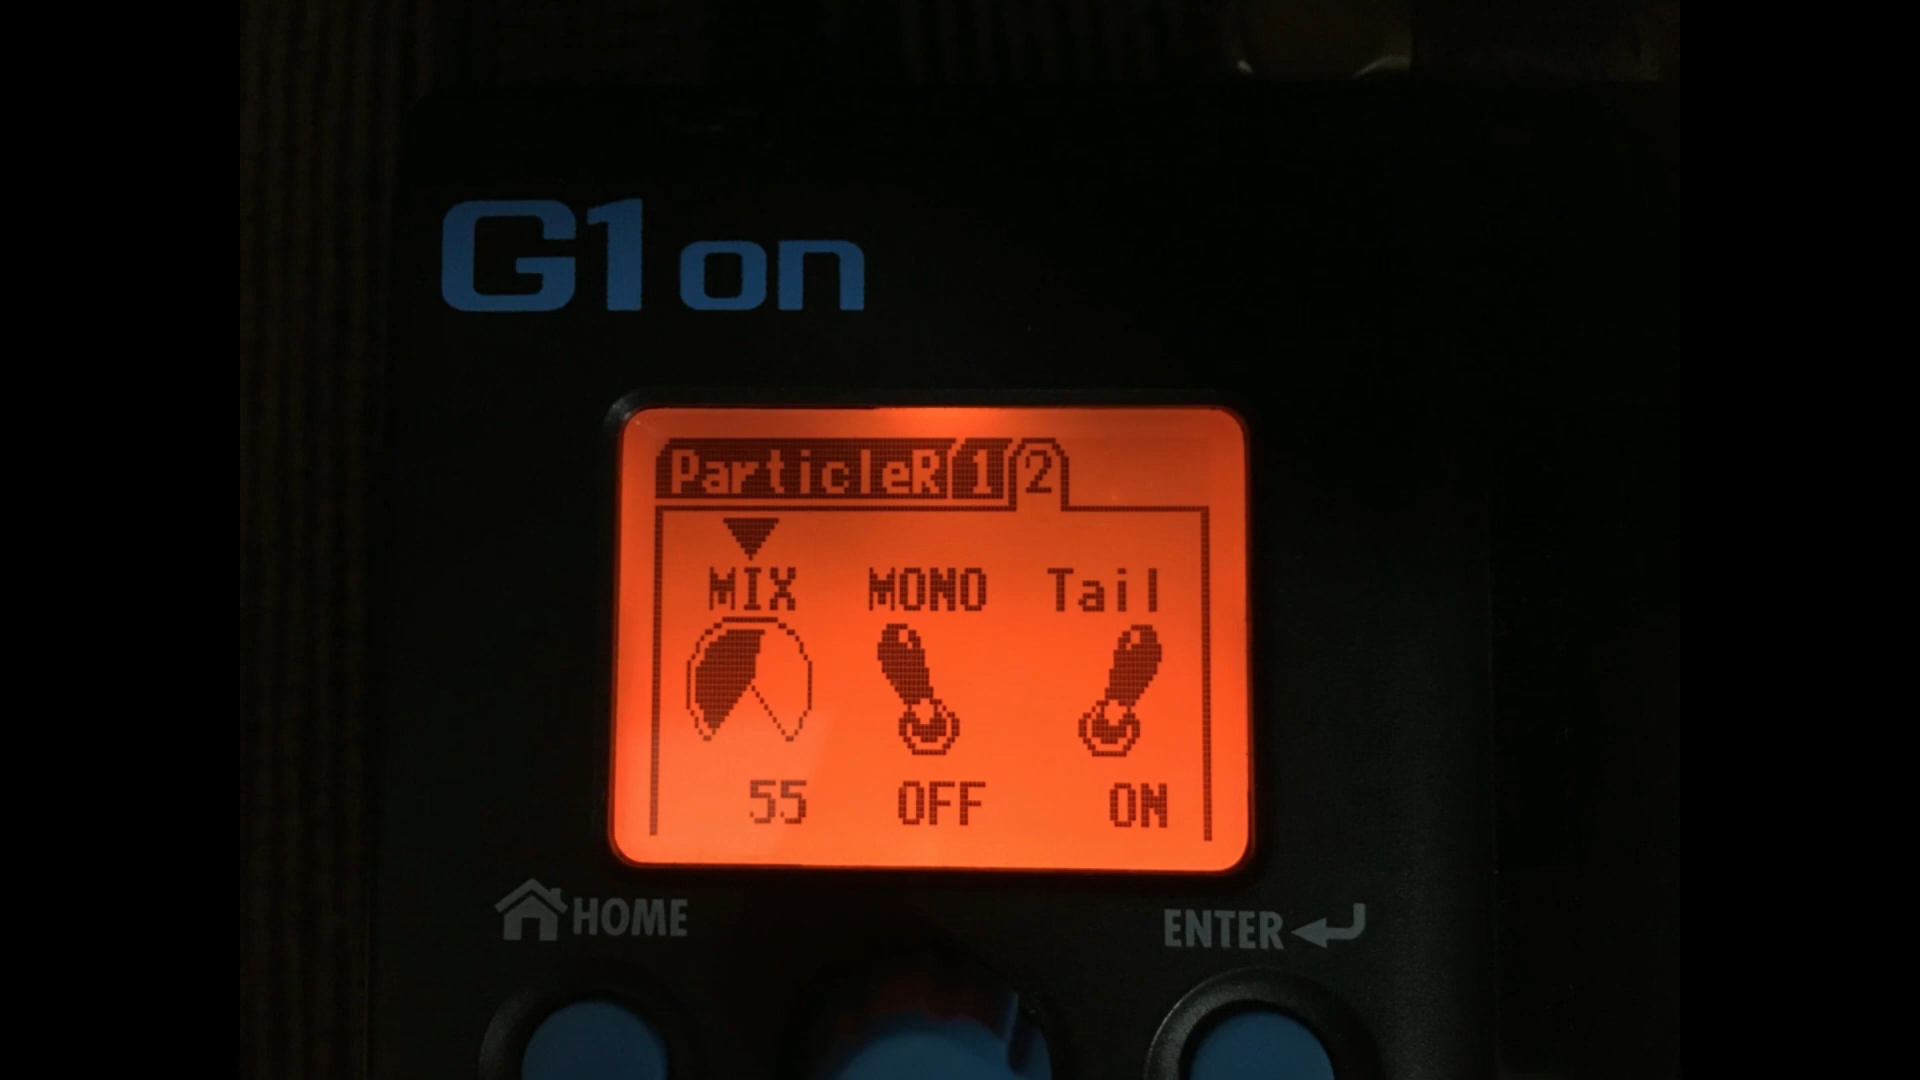 G1on
ParticleR 1 2
MIX MONO Tail
55 OFF ON
HOME ENTER